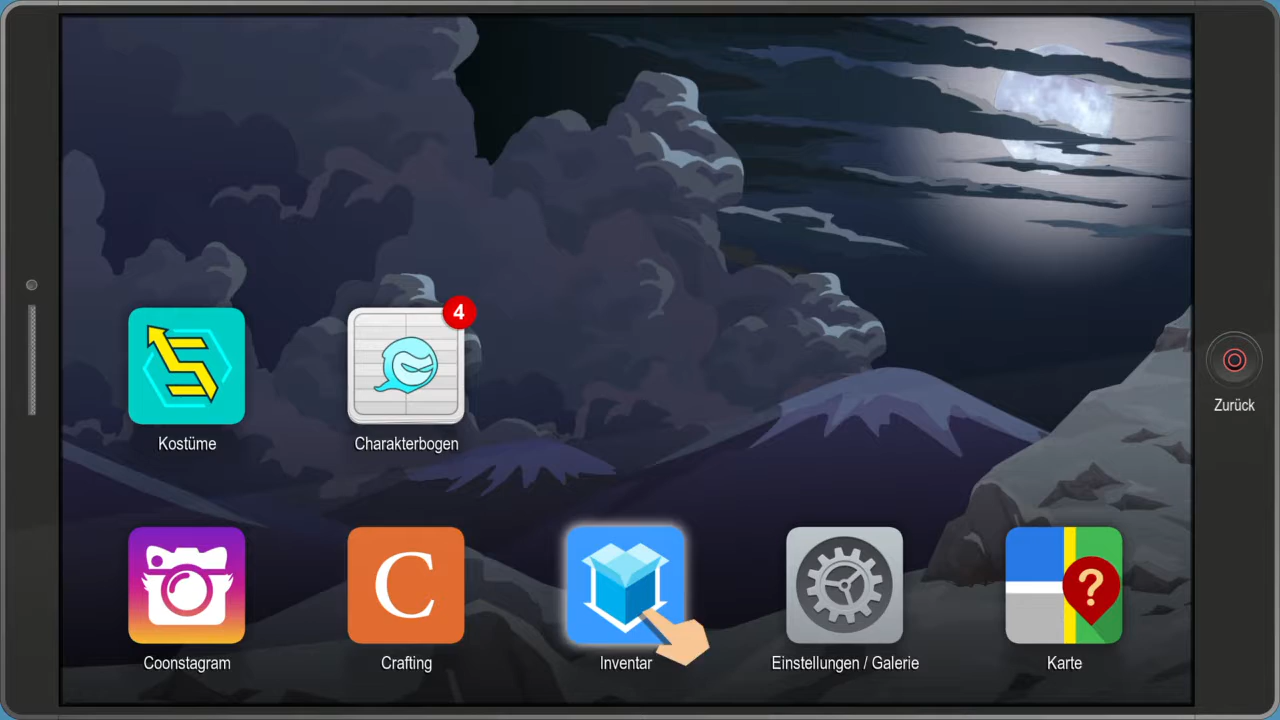 4
Kostüme
Charakterbogen
Zurück
C
?
Coonstagram
Crafting
Inventar
Einstellungen / Galerie
Karte